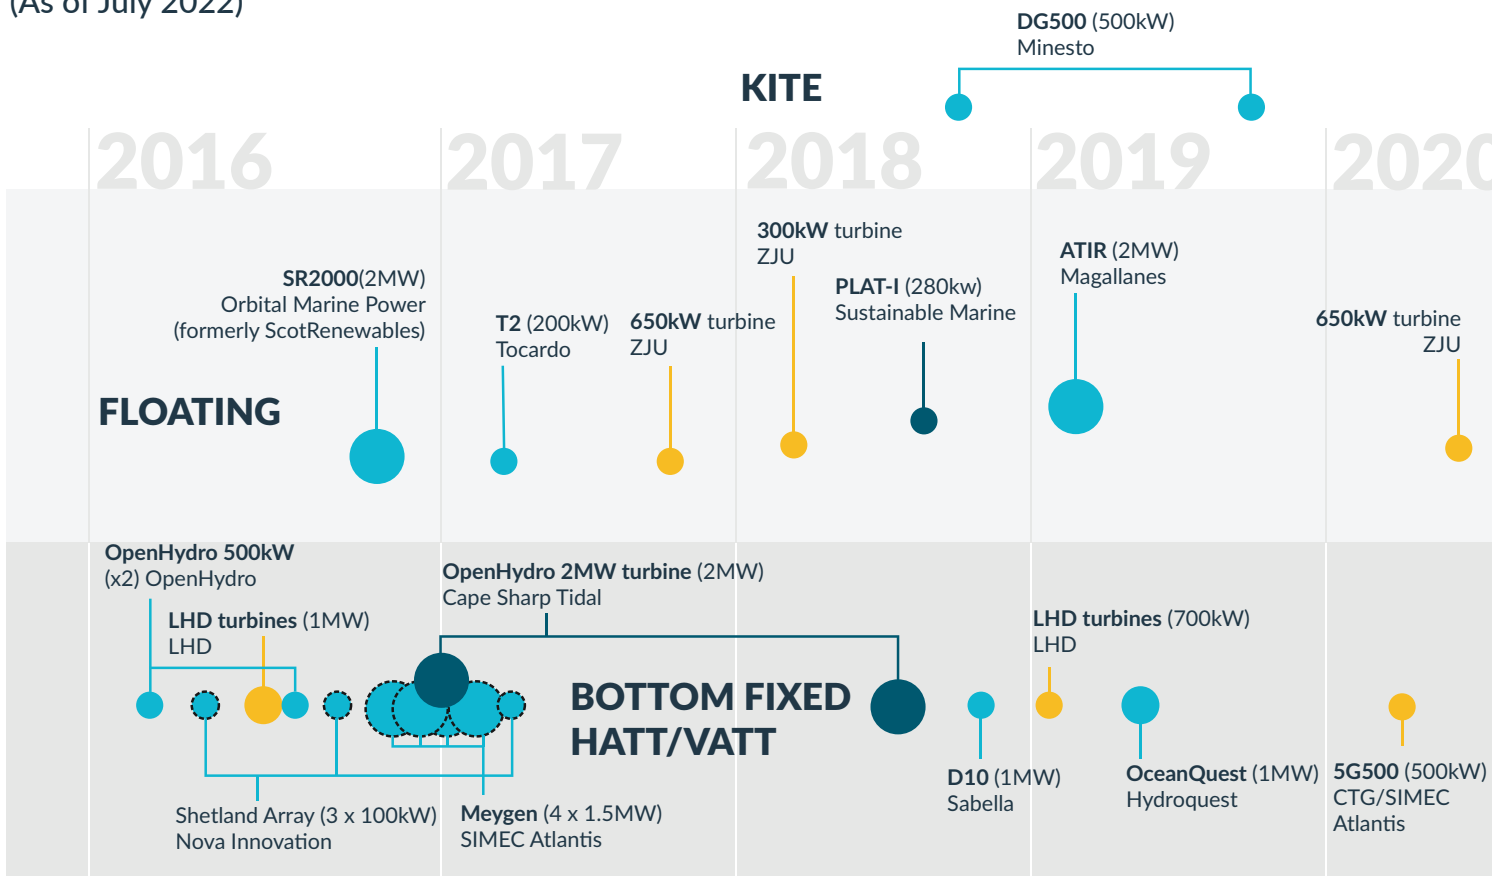 (As of July 2022)
DG500 (500kW)
Minesto
KITE
2016
2017
2018
2019
2020
300kW turbine
ZJU
SR2000(2MW)
Orbital Marine Power
(formerly ScotRenewables)
T2 (200kW)
Tocardo
650kW turbine
ZJU
PLAT-I (280kw)
Sustainable Marine
ATIR (2MW)
Magallanes
650kW turbine
ZJU
FLOATING
OpenHydro 500kW
(x2) OpenHydro
LHD turbines (1MW)
LHD
OpenHydro 2MW turbine (2MW)
Cape Sharp Tidal
LHD turbines (700kW)
LHD
BOTTOM FIXED
HATT/VATT
Shetland Array (3 x 100kW)
Nova Innovation
Meygen (4 x 1.5MW)
SIMEC Atlantis
D10 (1MW)
Sabella
OceanQuest (1MW)
Hydroquest
5G500 (500kW)
CTG/SIMEC
Atlantis